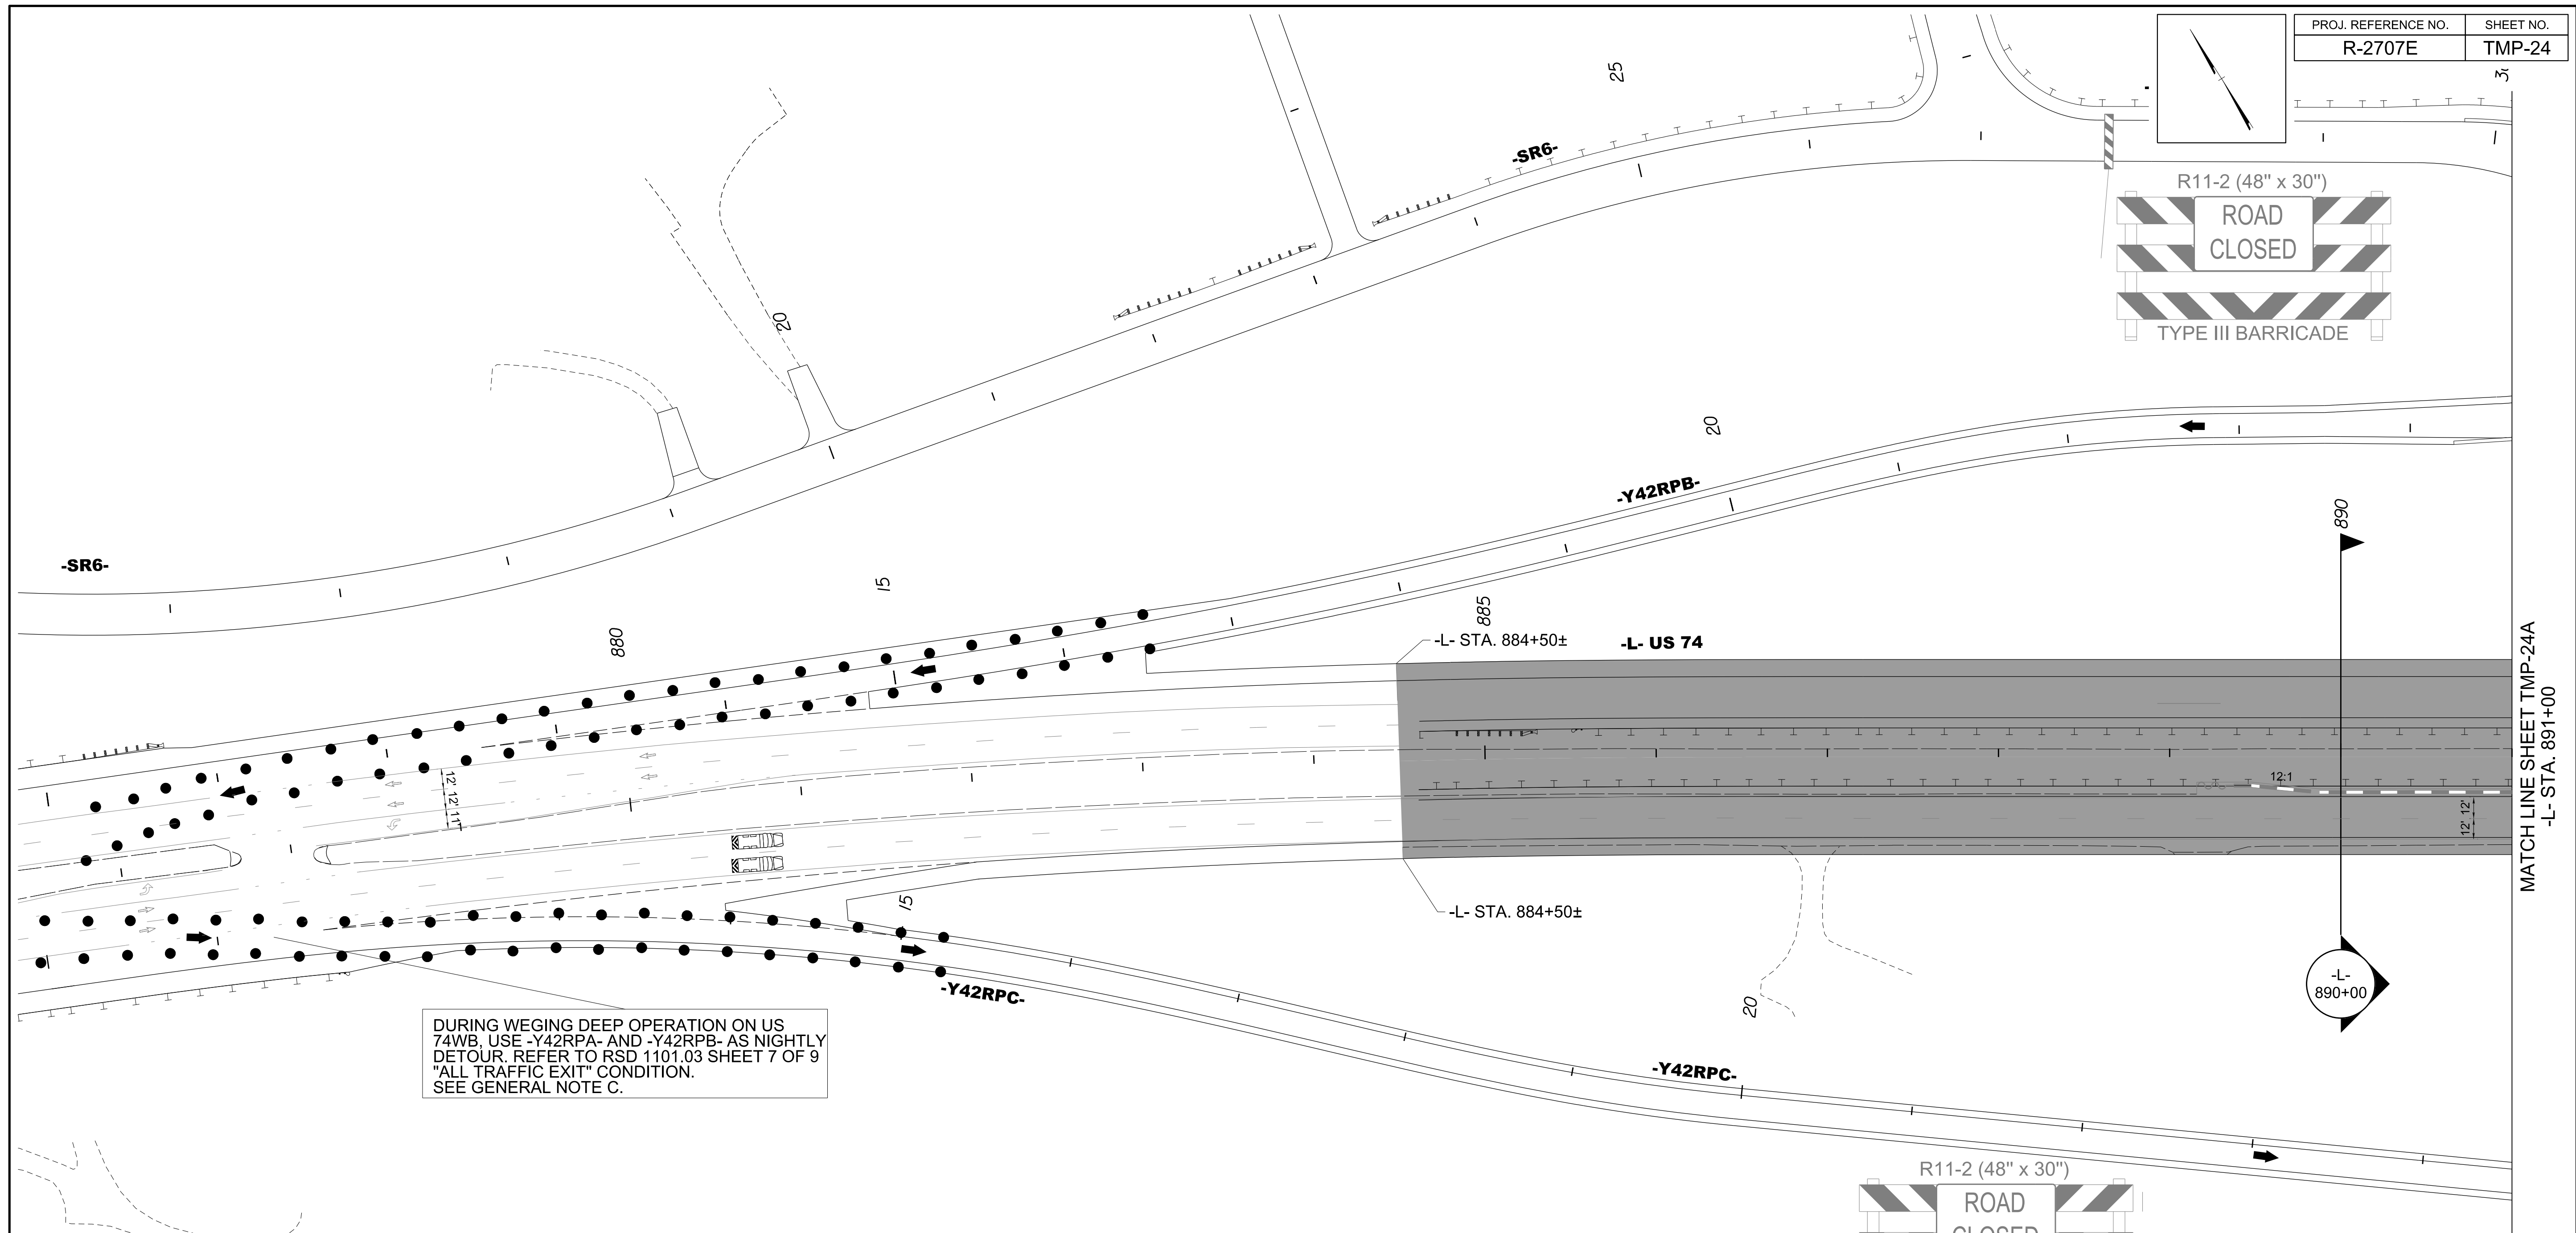 PROJ. REFERENCE NO.
SHEET NO.
R-2707E
TMP-24
25
-SR6-
R11-2 (48" x 30")
ROAD
CLOSED
TYPE III BARRICADE
20
20
-Y42RPB-
890
-SR6-
15
880
885
-L- STA. 884+50±
-L- US 74
MATCH LINE SHEET TMP-24A
-L- STA. 891+00
12' 12' 11'
12:1
12' 12'
15
-L- STA. 884+50±
-L-
890+00
-Y42RPC-
20
DURING WEGING DEEP OPERATION ON US
74WB, USE -Y42RPA- AND -Y42RPB- AS NIGHTLY
DETOUR. REFER TO RSD 1101.03 SHEET 7 OF 9
"ALL TRAFFIC EXIT" CONDITION.
SEE GENERAL NOTE C.
-Y42RPC-
R11-2 (48" x 30")
ROAD
CLOSED